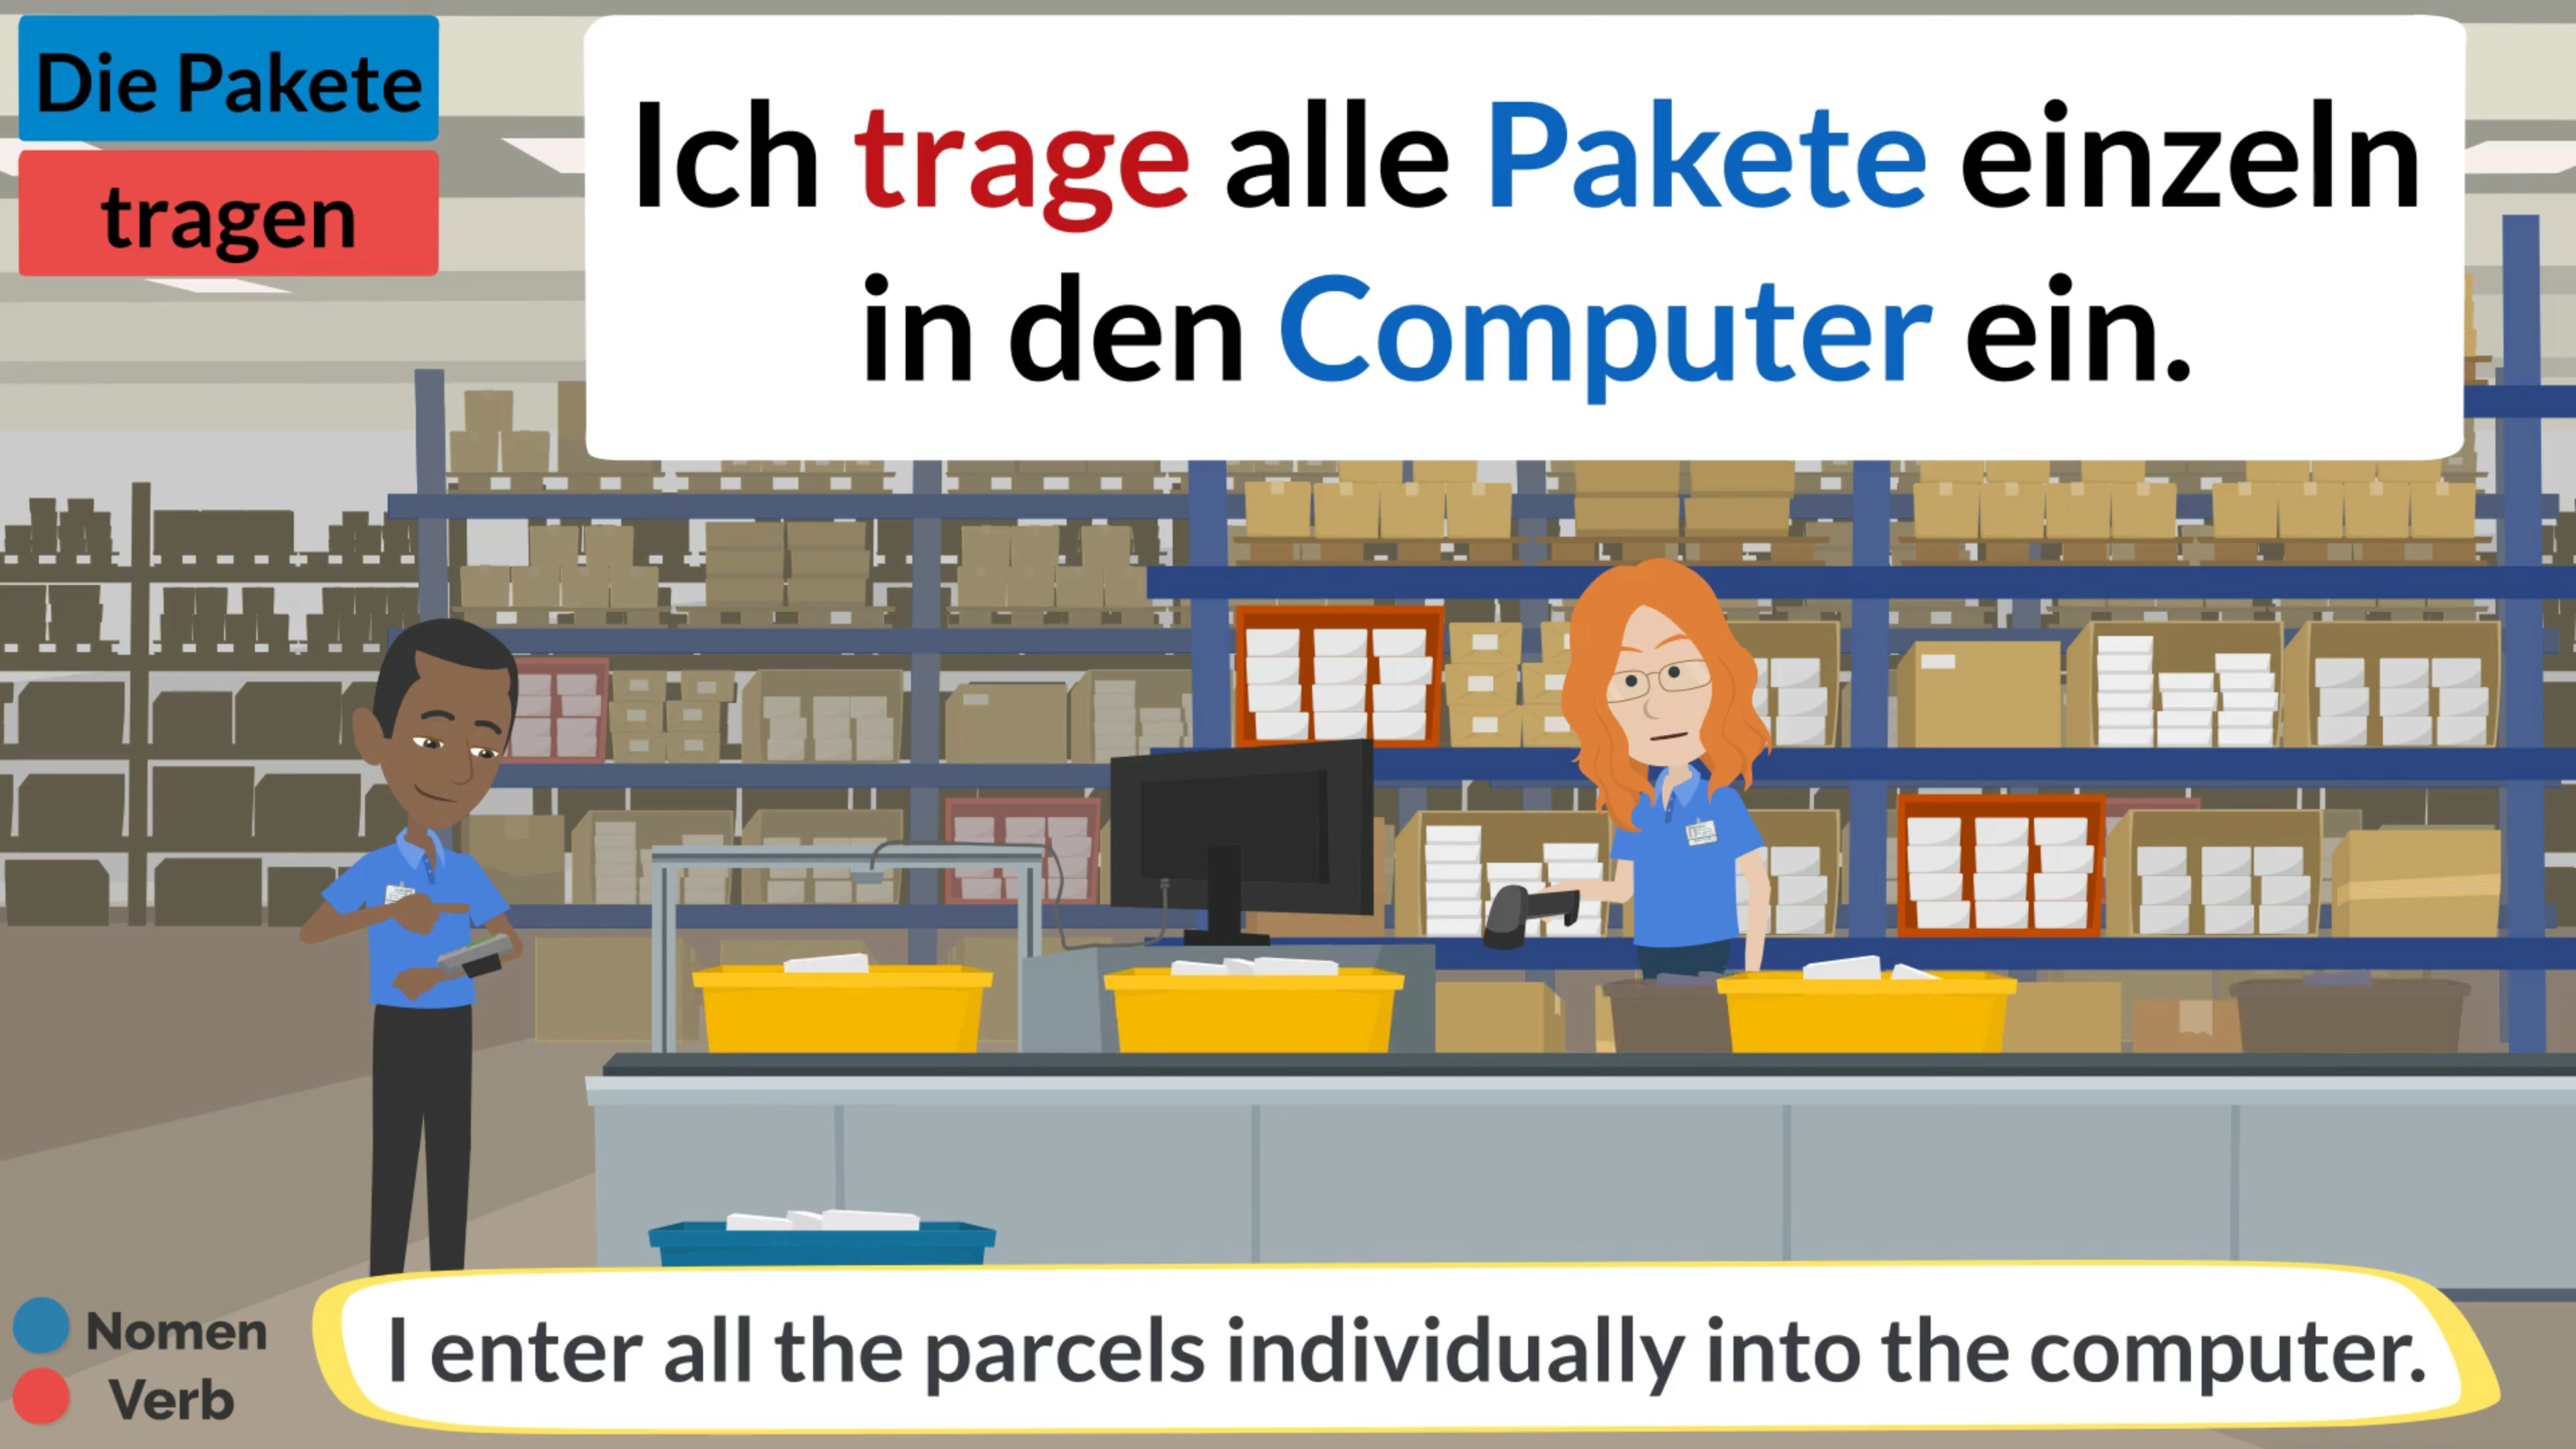 Die Pakete
tragen
Ich trage alle Pakete einzeln
in den Computer ein.
I enter all the parcels individually into the computer.
Nomen
Verb